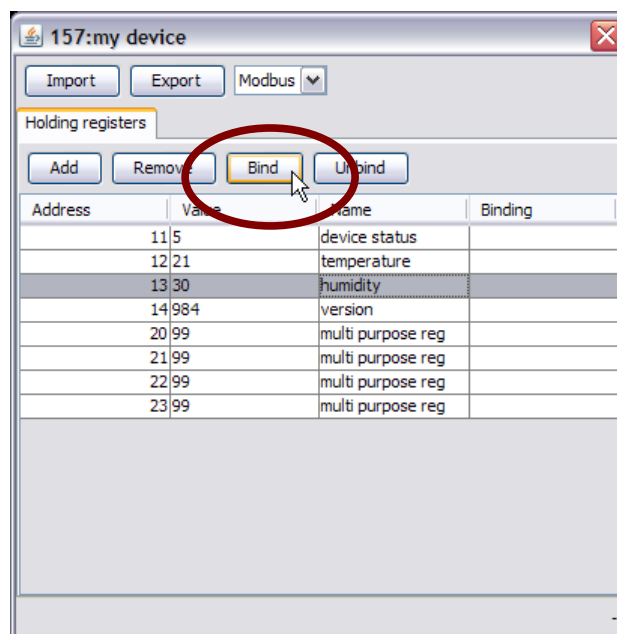 157:my device
Import Export Modbus
Holding registers
Add Remove Bind Unbind
Address Value Name Binding
11 5 device status
12 21 temperature
13 30 humidity
14 984 version
20 99 multi purpose reg
21 99 multi purpose reg
22 99 multi purpose reg
23 99 multi purpose reg